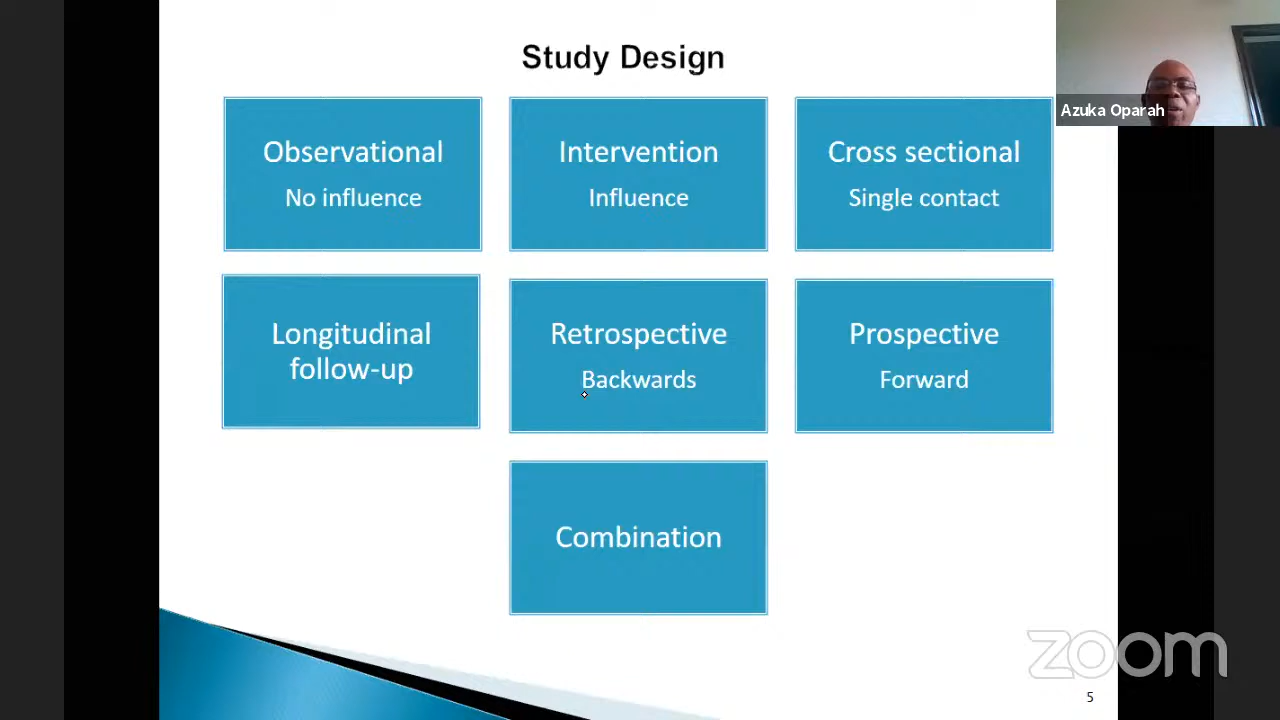 Study Design
Observational
No influence
Intervention
Influence
Cross sectional
Single contact
Longitudinal
follow-up
Retrospective
Backwards
Prospective
Forward
Combination
Azuka Oparah
zoom
5